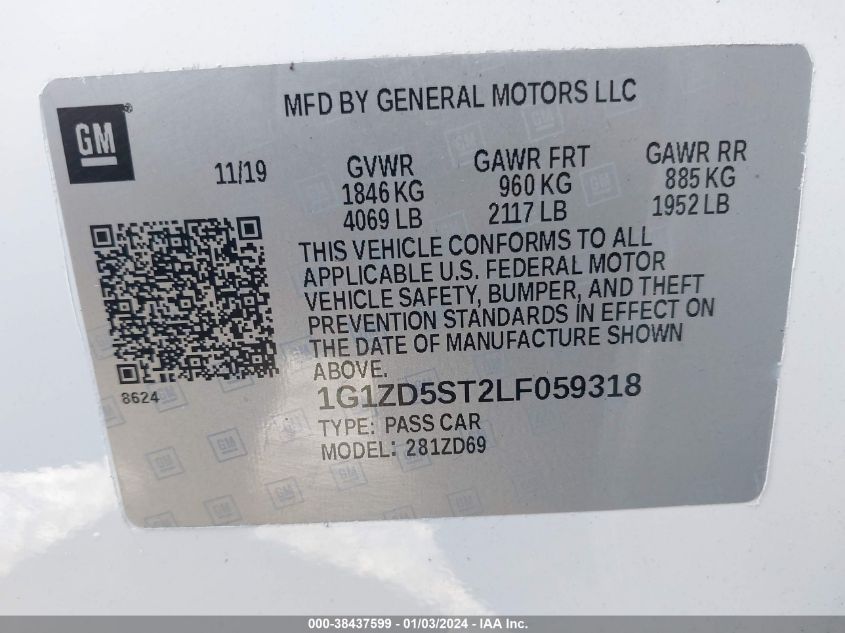 MFD BY GENERAL MOTORS LLC
GM®
11/19
GVWR
1846 KG
4069 LB
GAWR FRT
960 KG
2117 LB
GAWR RR
885 KG
1952 LB
THIS VEHICLE CONFORMS TO ALL
APPLICABLE U.S. FEDERAL MOTOR
VEHICLE SAFETY, BUMPER, AND THEFT
PREVENTION STANDARDS IN EFFECT ON
THE DATE OF MANUFACTURE SHOWN
ABOVE.
8624
1G1ZD5ST2LF059318
TYPE: PASS CAR
MODEL: 281ZD69
000-38437599 - 01/03/2024 - IAA Inc.